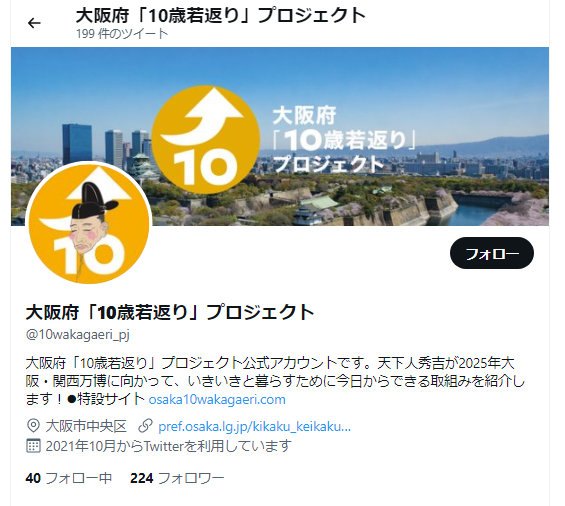 大阪府「10歳若返り」プロジェクト
199 件のツイート
10
大阪府
「10歳若返り」
プロジェクト
10
フォロー
大阪府「10歳若返り」プロジェクト
@10wakagaeri_pj
大阪府「10歳若返り」プロジェクト公式アカウントです。天下人秀吉が2025年大
阪・関西万博に向かって、いきいきと暮らすために今日からできる取組みを紹介し
ます！●特設サイト osaka10wakagaeri.com
大阪市中央区 pref.osaka.lg.jp/kikaku_keikaku...
2021年10月からTwitterを利用しています
40 フォロー中 224 フォロワー